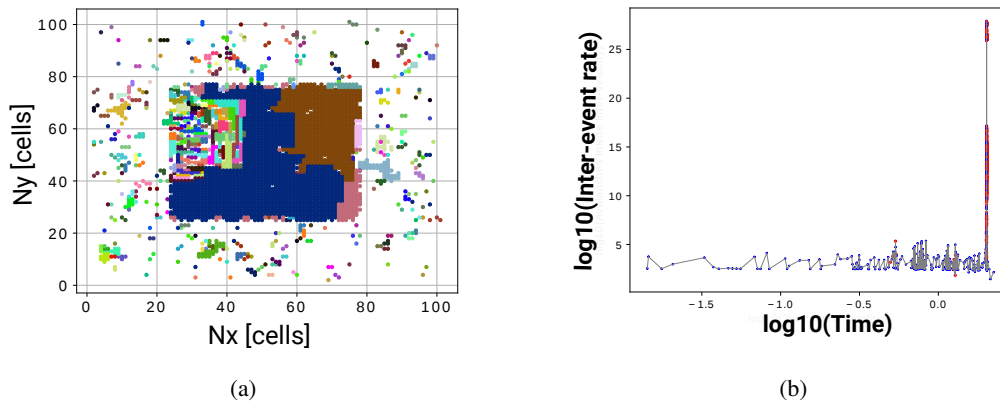 100
80
60
40
20
0
Ny [cells]
0 20 40 60 80 100
Nx [cells]
(a)
25
20
15
10
5
log10(Inter-event rate)
−1.5 −1.0 −0.5 0.0
log10(Time)
(b)